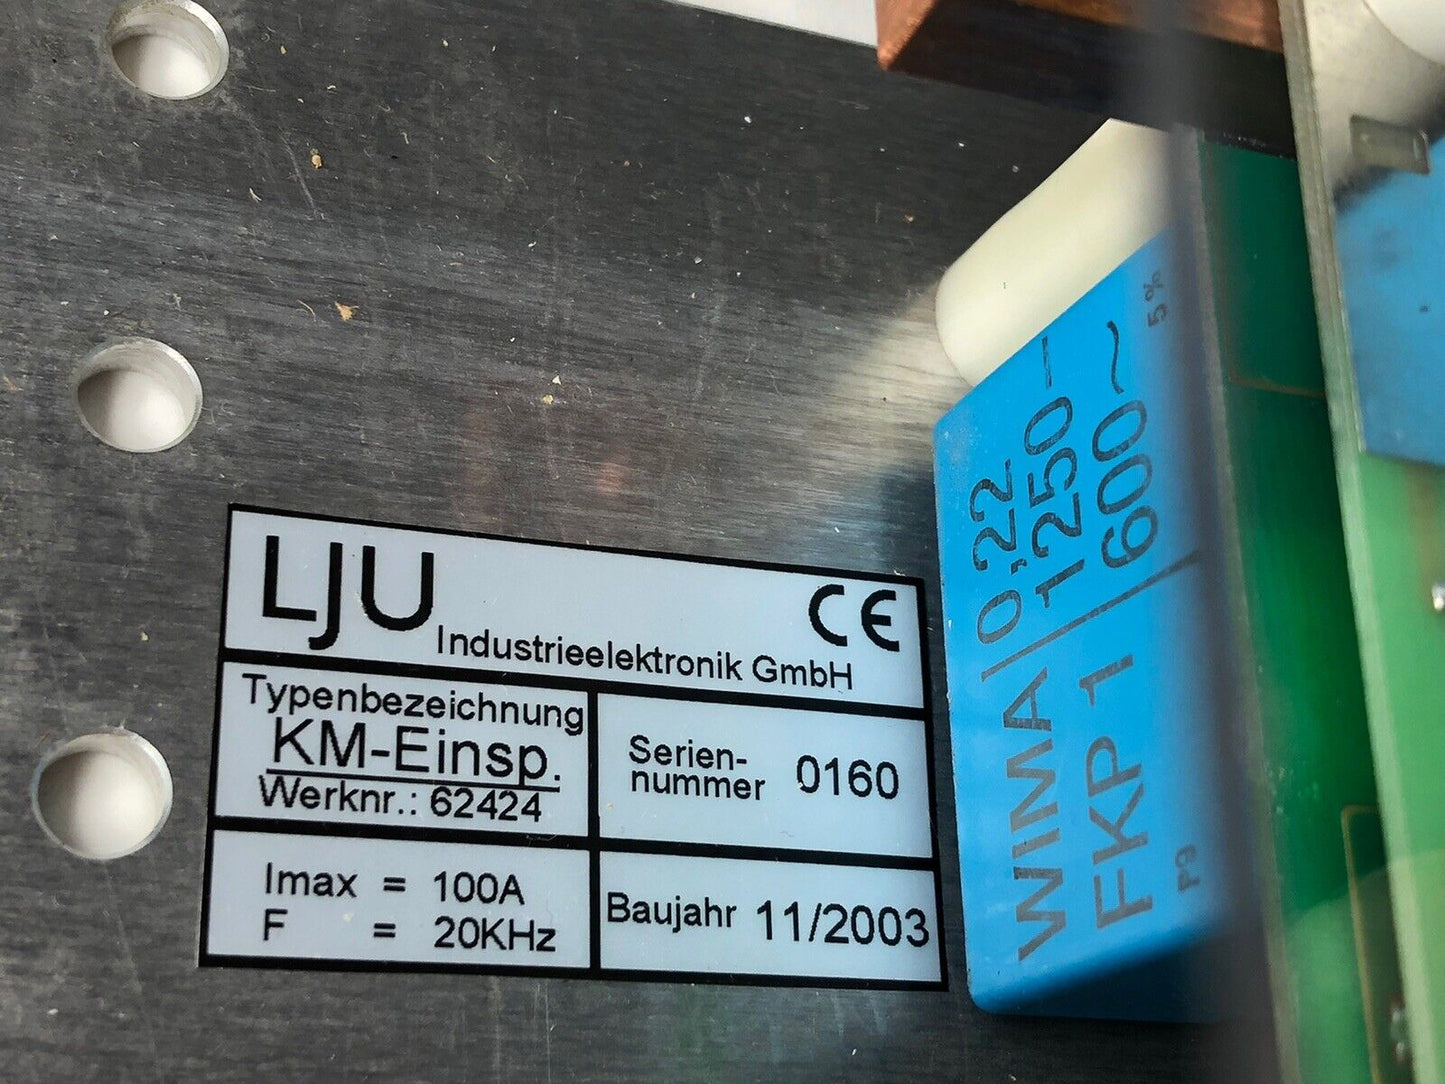 LJU
Industrieelektronik GmbH
CE
Typenbezeichnung
KM-Einsp.
Werknr.: 62424
Serien-
nummer 0160
Imax = 100A
F = 20KHz
Baujahr 11/2003
WIMA/0,22
1250-
FKP 1/600~
5%
P9